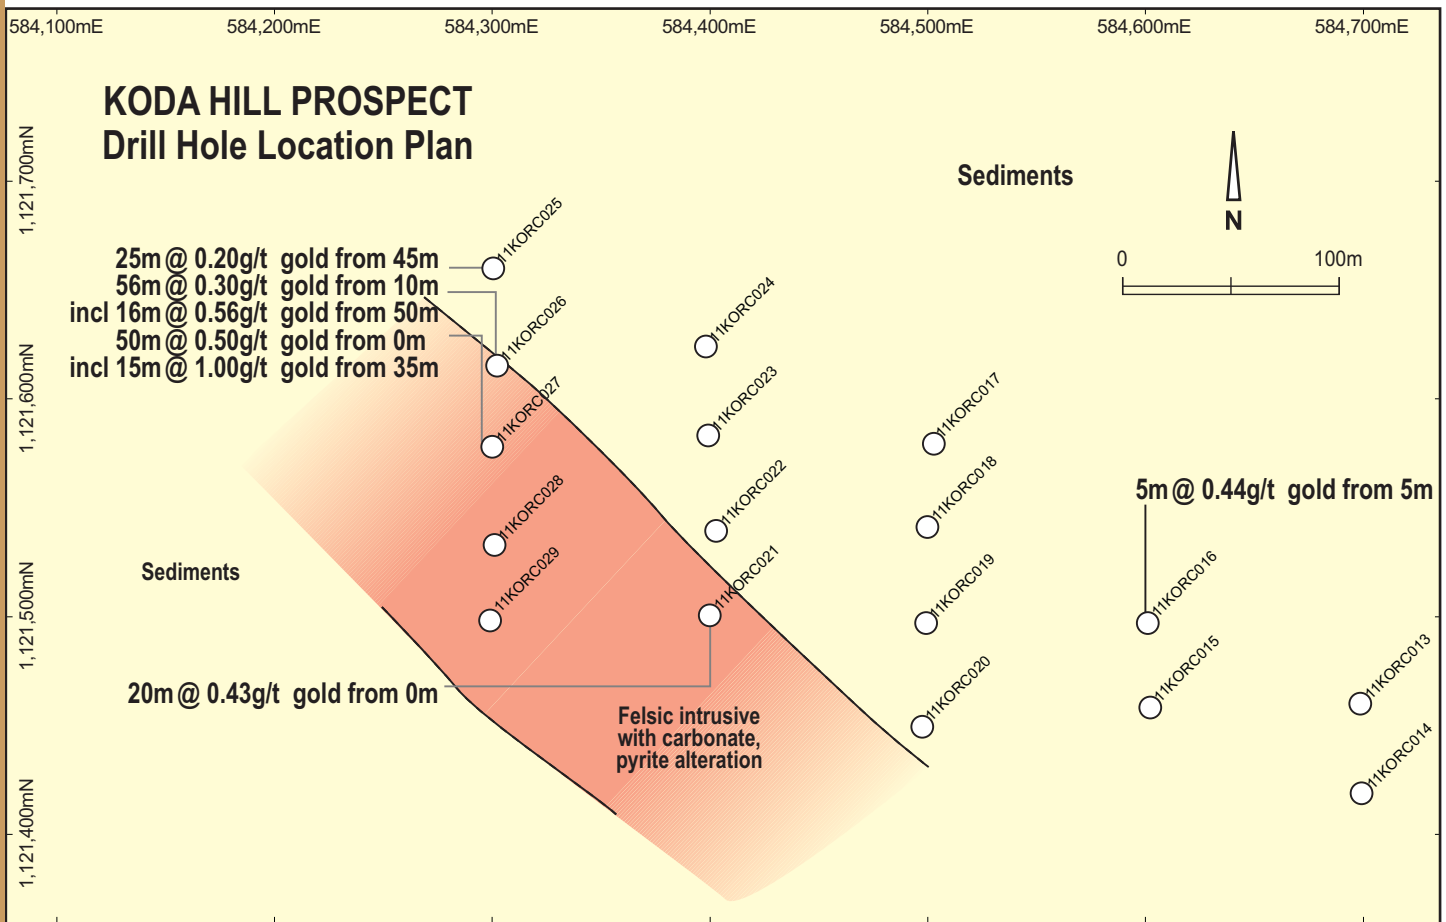 584,100mE 584,200mE 584,300mE 584,400mE 584,500mE 584,600mE 584,700mE
KODA HILL PROSPECT
Drill Hole Location Plan
1,121,700mN
1,121,600mN
1,121,500mN
1,121,400mN
Sediments
N
0 100m
25m@ 0.20g/t gold from 45m
56m@ 0.30g/t gold from 10m
incl 16m@ 0.56g/t gold from 50m
50m@ 0.50g/t gold from 0m
incl 15m@ 1.00g/t gold from 35m
11KORC025
11KORC026
11KORC027
11KORC028
11KORC029
11KORC024
11KORC023
11KORC022
11KORC021
11KORC017
11KORC018
11KORC019
11KORC020
5m@ 0.44g/t gold from 5m
11KORC016
11KORC015
11KORC013
11KORC014
Sediments
20m@ 0.43g/t gold from 0m
Felsic intrusive
with carbonate,
pyrite alteration